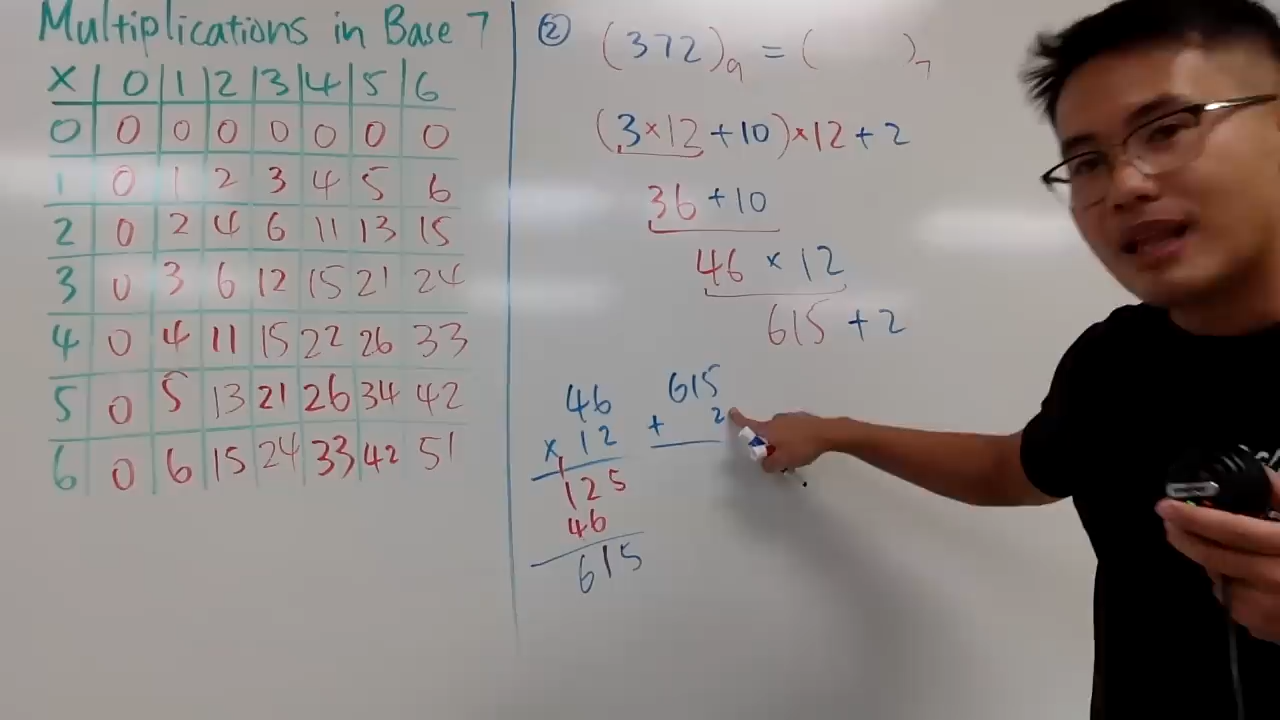 Multiplications in Base 7
× 0 1 2 3 4 5 6
0 0 0 0 0 0 0 0
1 0 1 2 3 4 5 6
2 0 2 4 6 11 13 15
3 0 3 6 12 15 21 24
4 0 4 11 15 22 26 33
5 0 5 13 21 26 34 42
6 0 6 15 24 33 42 51
② (372)₉ = ( )₇
(3×12+10)×12+2
36+10
46 × 12
615 + 2
46
× 12
1
125
46
615
615
+ 2